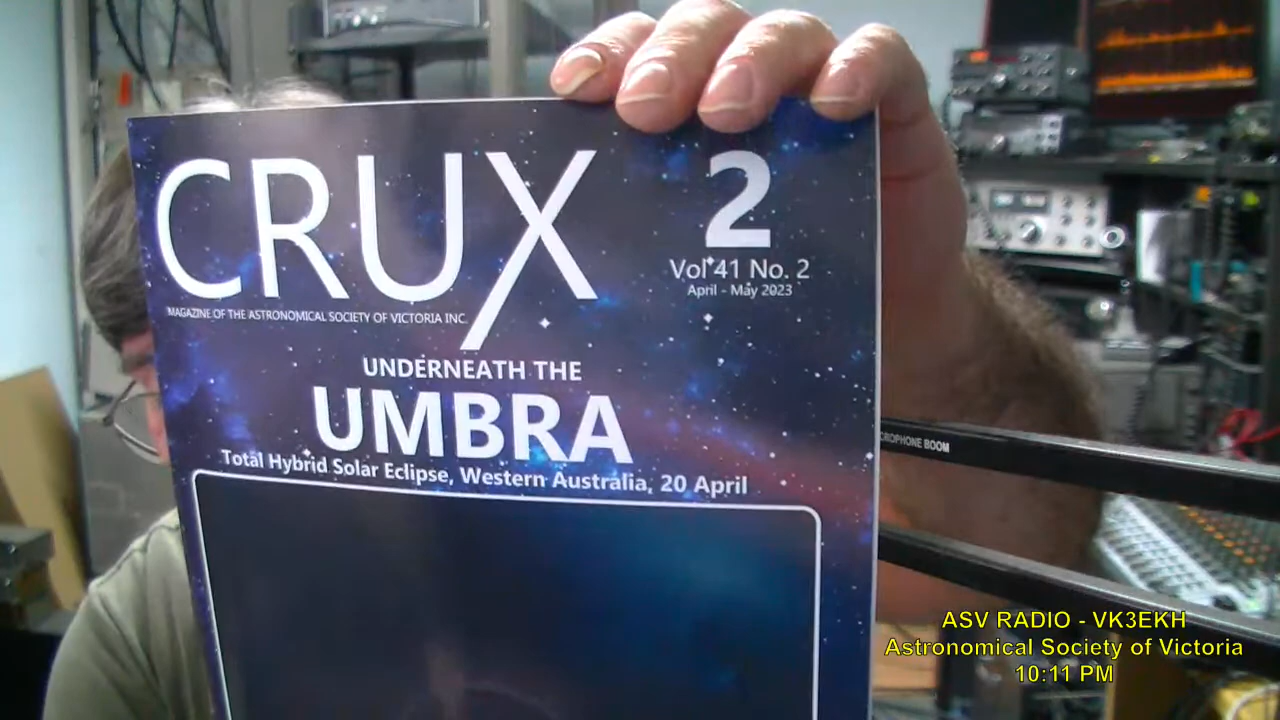 CRUX
2
Vol 41 No. 2
April - May 2023
MAGAZINE OF THE ASTRONOMICAL SOCIETY OF VICTORIA INC.
UNDERNEATH THE
UMBRA
Total Hybrid Solar Eclipse, Western Australia, 20 April
BOOM
ASV RADIO - VK3EKH
Astronomical Society of Victoria
10:11 PM